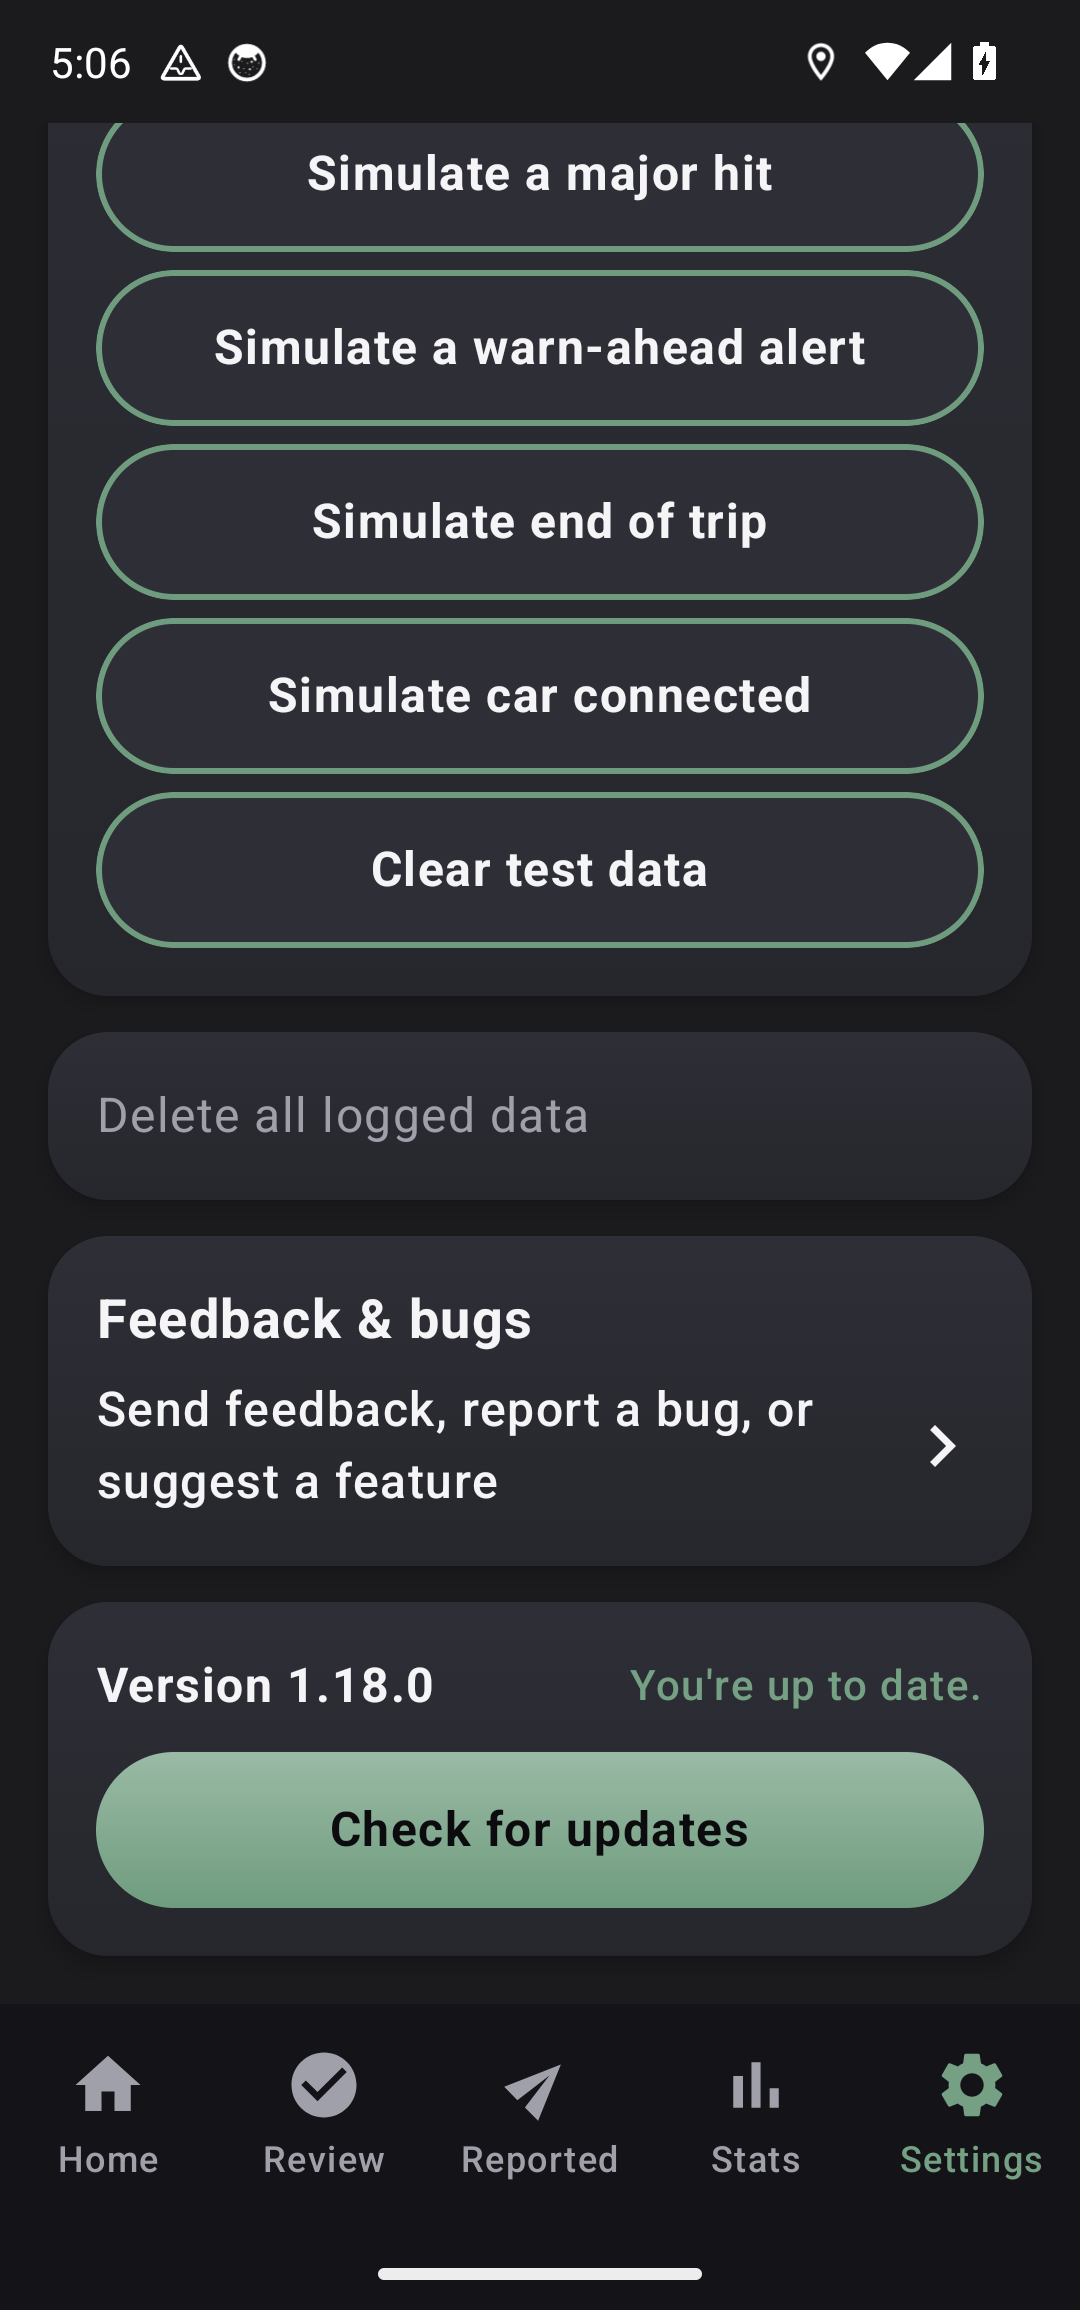 5:06
Simulate a major hit
Simulate a warn-ahead alert
Simulate end of trip
Simulate car connected
Clear test data
Delete all logged data
Feedback & bugs
Send feedback, report a bug, or
suggest a feature
Version 1.18.0
You're up to date.
Check for updates
Home
Review
Reported
Stats
Settings